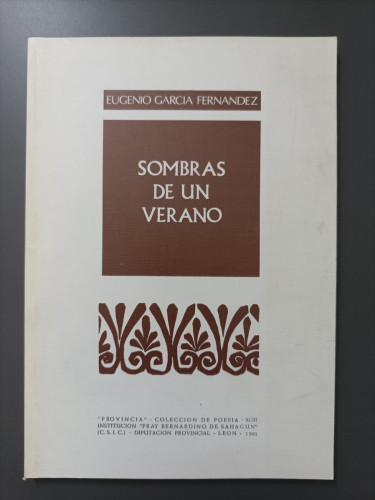 EUGENIO GARCIA FERNANDEZ
SOMBRAS
DE UN
VERANO
"PROVINCIA" - COLECCION DE POESIA - XLIII
INSTITUCION "FRAY BERNARDINO DE SAHAGUN"
(C. S. I. C.) - DIPUTACION PROVINCIAL - LEON - 1981